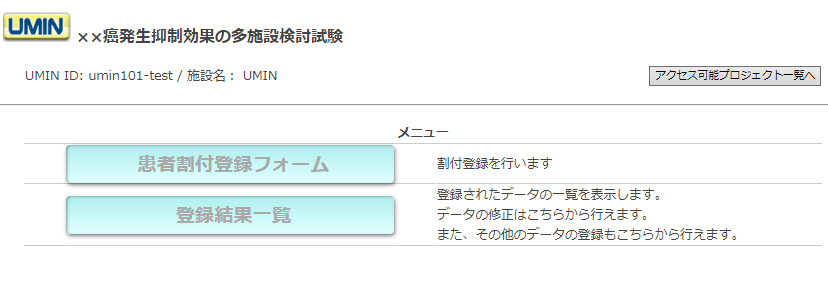 UMIN
××癌発生抑制効果の多施設検討試験
UMIN ID: umin101-test / 施設名： UMIN
アクセス可能プロジェクト一覧へ
メニュー
患者割付登録フォーム
割付登録を行います
登録結果一覧
登録されたデータの一覧を表示します。
データの修正はこちらから行えます。
また、その他のデータの登録もこちらから行えます。